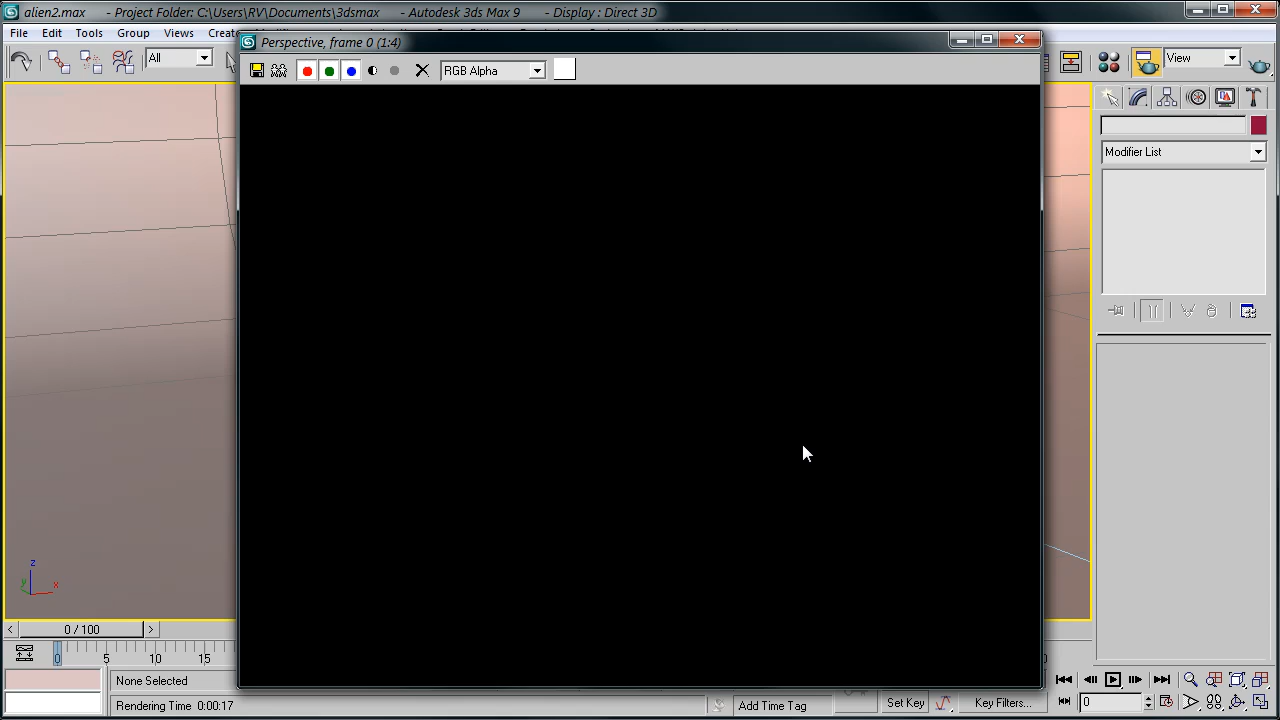 alien2.max - Project Folder: C:\Users\RV\Documents\3dsmax - Autodesk 3ds Max 9 - Display : Direct 3D
File Edit Tools Group Views Create
Perspective, frame 0 (1:4)
All
RGB Alpha
View
Modifier List
z
y
x
0 / 100
0 5 10 15
None Selected
Rendering Time 0:00:17
Add Time Tag
Set Key
Key Filters...
0